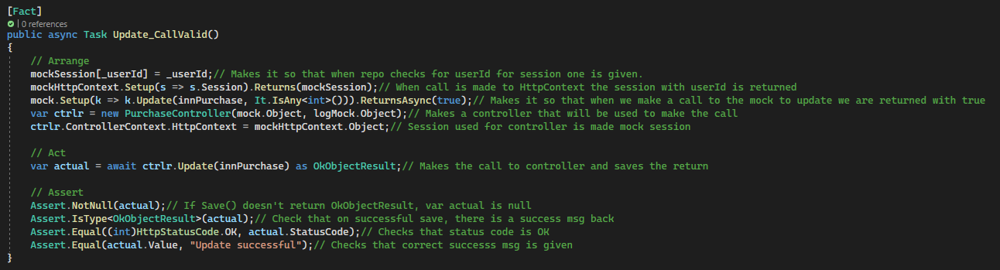 [Fact]
| 0 references
public async Task Update_CallValid()
{
// Arrange
mockSession[_userId] = _userId;// Makes it so that when repo checks for userId for session one is given.
mockHttpContext.Setup(s => s.Session).Returns(mockSession);// When call is made to HttpContext the session with userId is returned
mock.Setup(k => k.Update(innPurchase, It.IsAny<int>())).ReturnsAsync(true);// Makes it so that when we make a call to the mock to update we are returned with true
var ctrlr = new PurchaseController(mock.Object, logMock.Object);// Makes a controller that will be used to make the call
ctrlr.ControllerContext.HttpContext = mockHttpContext.Object;// Session used for controller is made mock session
// Act
var actual = await ctrlr.Update(innPurchase) as OkObjectResult;// Makes the call to controller and saves the return
// Assert
Assert.NotNull(actual);// If Save() doesn't return OkObjectResult, var actual is null
Assert.IsType<OkObjectResult>(actual);// Check that on successful save, there is a success msg back
Assert.Equal((int)HttpStatusCode.OK, actual.StatusCode);// Checks that status code is OK
Assert.Equal(actual.Value, "Update successful");// Checks that correct successs msg is given
}